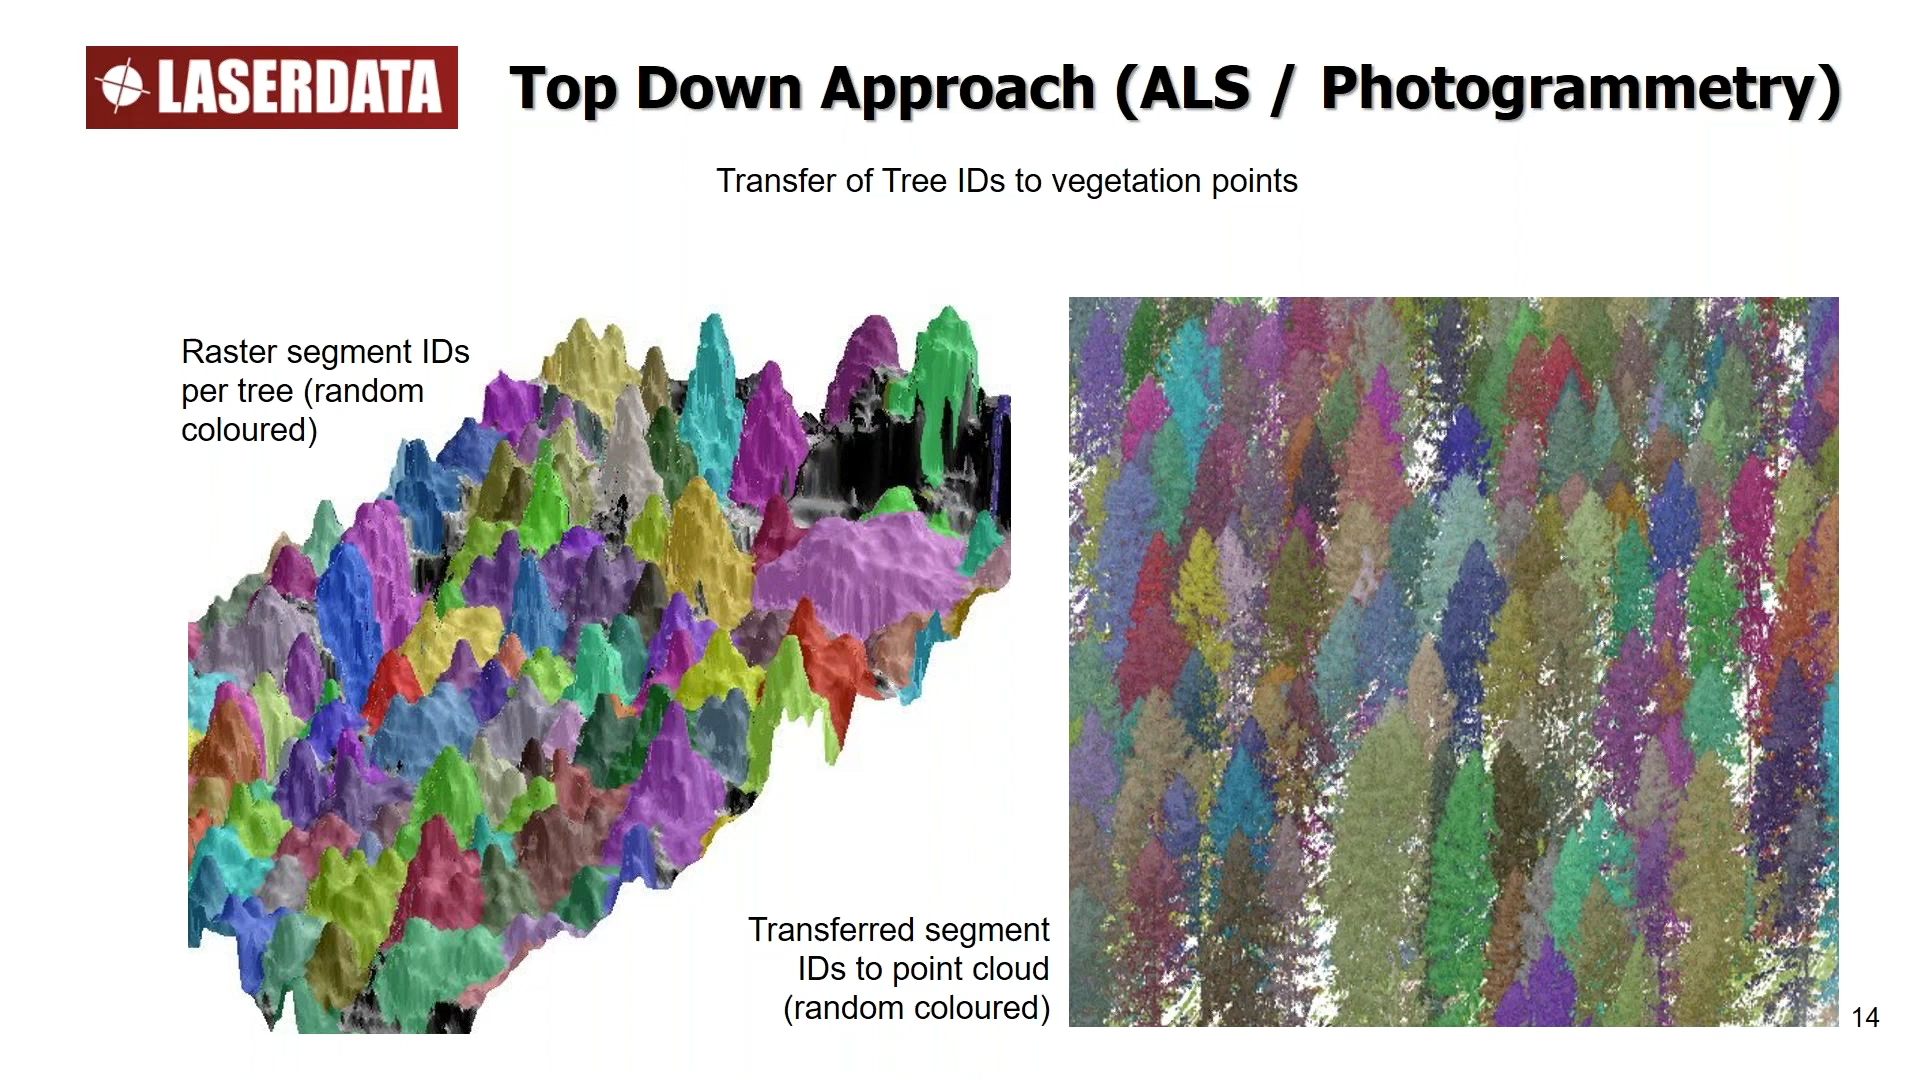 LASERDATA
Top Down Approach (ALS / Photogrammetry)
Transfer of Tree IDs to vegetation points
Raster segment IDs
per tree (random
coloured)
Transferred segment
IDs to point cloud
(random coloured)
14